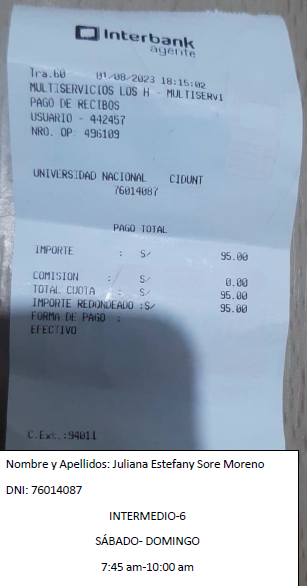 Interbank
agente
Tra.60 01/08/2023 18:15:02
MULTISERVICIOS LOS H - MULTISERVI
PAGO DE RECIBOS
USUARIO - 442457
NRO. OP: 496109
UNIVERSIDAD NACIONAL CIDUNT
76014087
PAGO TOTAL
IMPORTE : S/ 95.00
COMISION : S/ 0.00
TOTAL CUOTA : S/ 95.00
IMPORTE REDONDEADO :S/ 95.00
FORMA DE PAGO :
EFECTIVO
C.Ext.:94011
Nombre y Apellidos: Juliana Estefany Sore Moreno
DNI: 76014087
INTERMEDIO-6
SÁBADO- DOMINGO
7:45 am-10:00 am